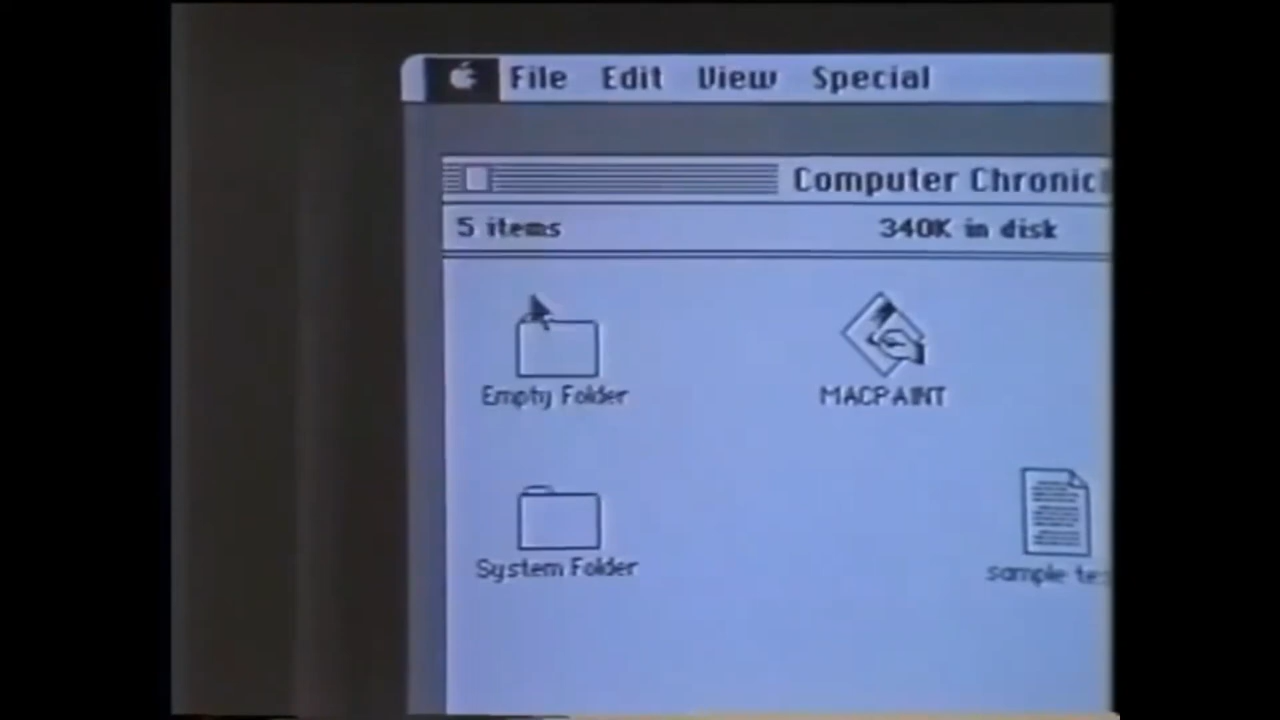 File Edit View Special
Computer Chronic
5 items 340K in disk
Empty Folder MACPAINT
System Folder sample te